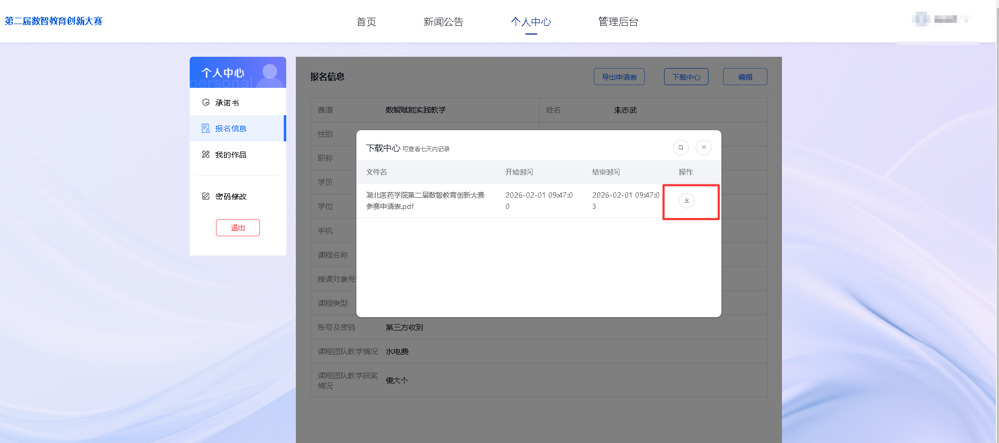 第二届数智教育创新大赛
首页
新闻公告
个人中心
管理后台
个人中心
personal
承诺书
报名信息
我的作品
密码修改
退出
报名信息
导出申请表
下载中心
编辑
赛道 数智赋能实践教学 姓名 朱志武
性别
职称
学历
学位
手机
课程名称
授课对象专
课程类型
账号及密码 第三方收到
课程团队教学情况 水电费
课程团队教学获奖
情况
傻大个
下载中心 可查看七天内记录
文件名 开始时间 结束时间 操作
湖北医药学院第二届数智教育创新大赛
参赛申请表.pdf
2026-02-01 09:47:0
0
2026-02-01 09:47:0
3